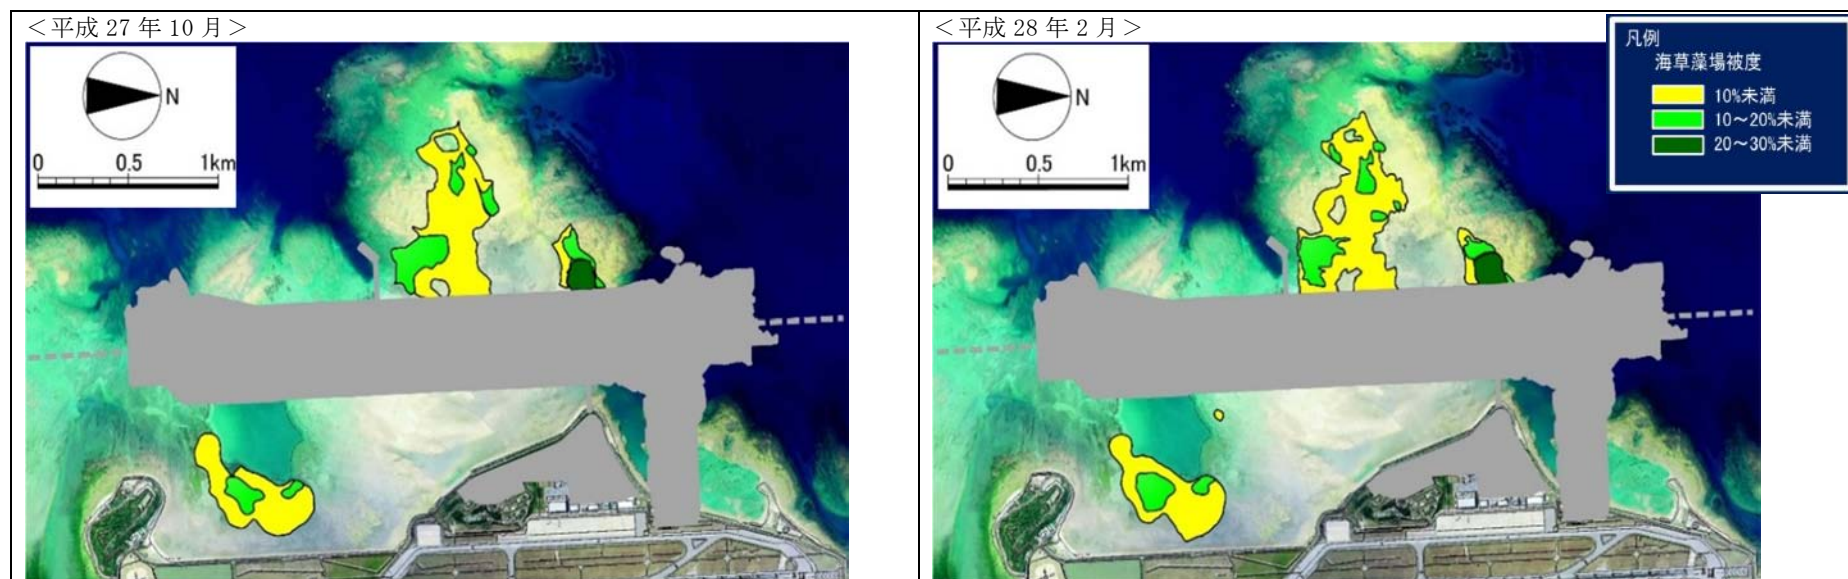 ＜平成 27 年 10 月＞
N
0 0.5 1km
＜平成 28 年 2 月＞
N
0 0.5 1km
凡例
海草藻場被度
10%未満
10～20%未満
20～30%未満